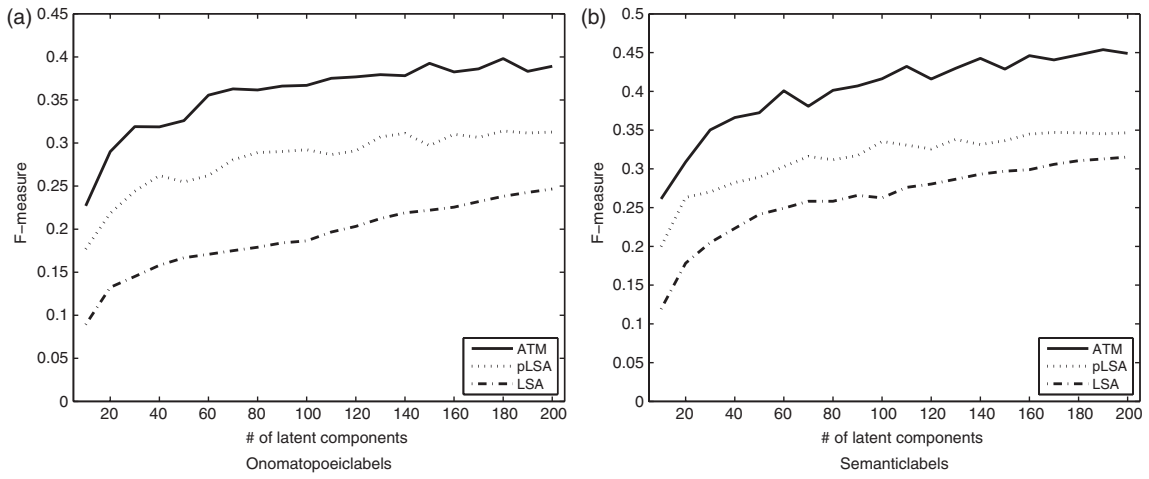 (a)
0.45
0.4
0.35
0.3
0.25
0.2
0.15
0.1
0.05
0
F−measure
20 40 60 80 100 120 140 160 180 200
# of latent components
Onomatopoeiclabels
ATM
pLSA
LSA
(b)
0.5
0.45
0.4
0.35
0.3
0.25
0.2
0.15
0.1
0.05
0
F−measure
20 40 60 80 100 120 140 160 180 200
# of latent components
Semanticlabels
ATM
pLSA
LSA